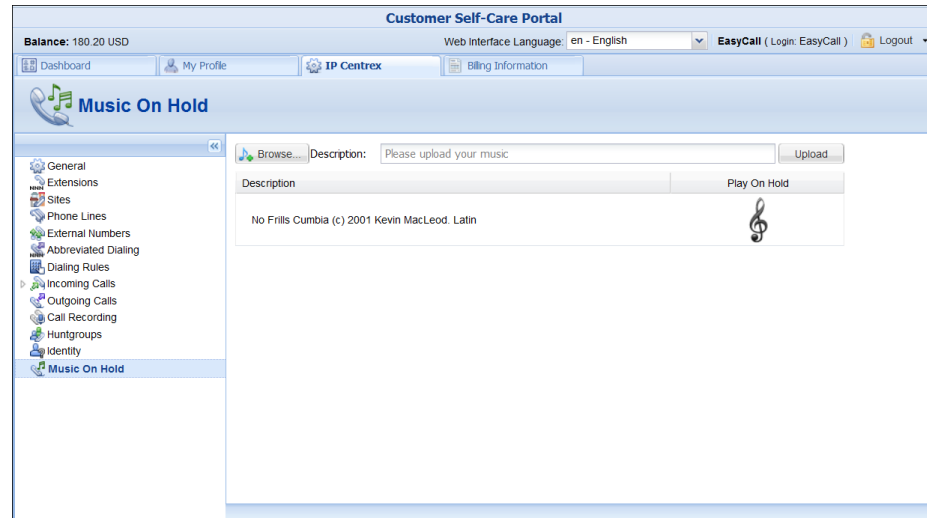 Customer Self-Care Portal
Balance: 180.20 USD
Web Interface Language: en - English
EasyCall ( Login: EasyCall )
Logout
Dashboard
My Profile
IP Centrex
Billing Information
Music On Hold
General
Extensions
Sites
Phone Lines
External Numbers
Abbreviated Dialing
Dialing Rules
Incoming Calls
Outgoing Calls
Call Recording
Huntgroups
Identity
Music On Hold
Browse... Description: Please upload your music Upload
Description Play On Hold
No Frills Cumbia (c) 2001 Kevin MacLeod. Latin